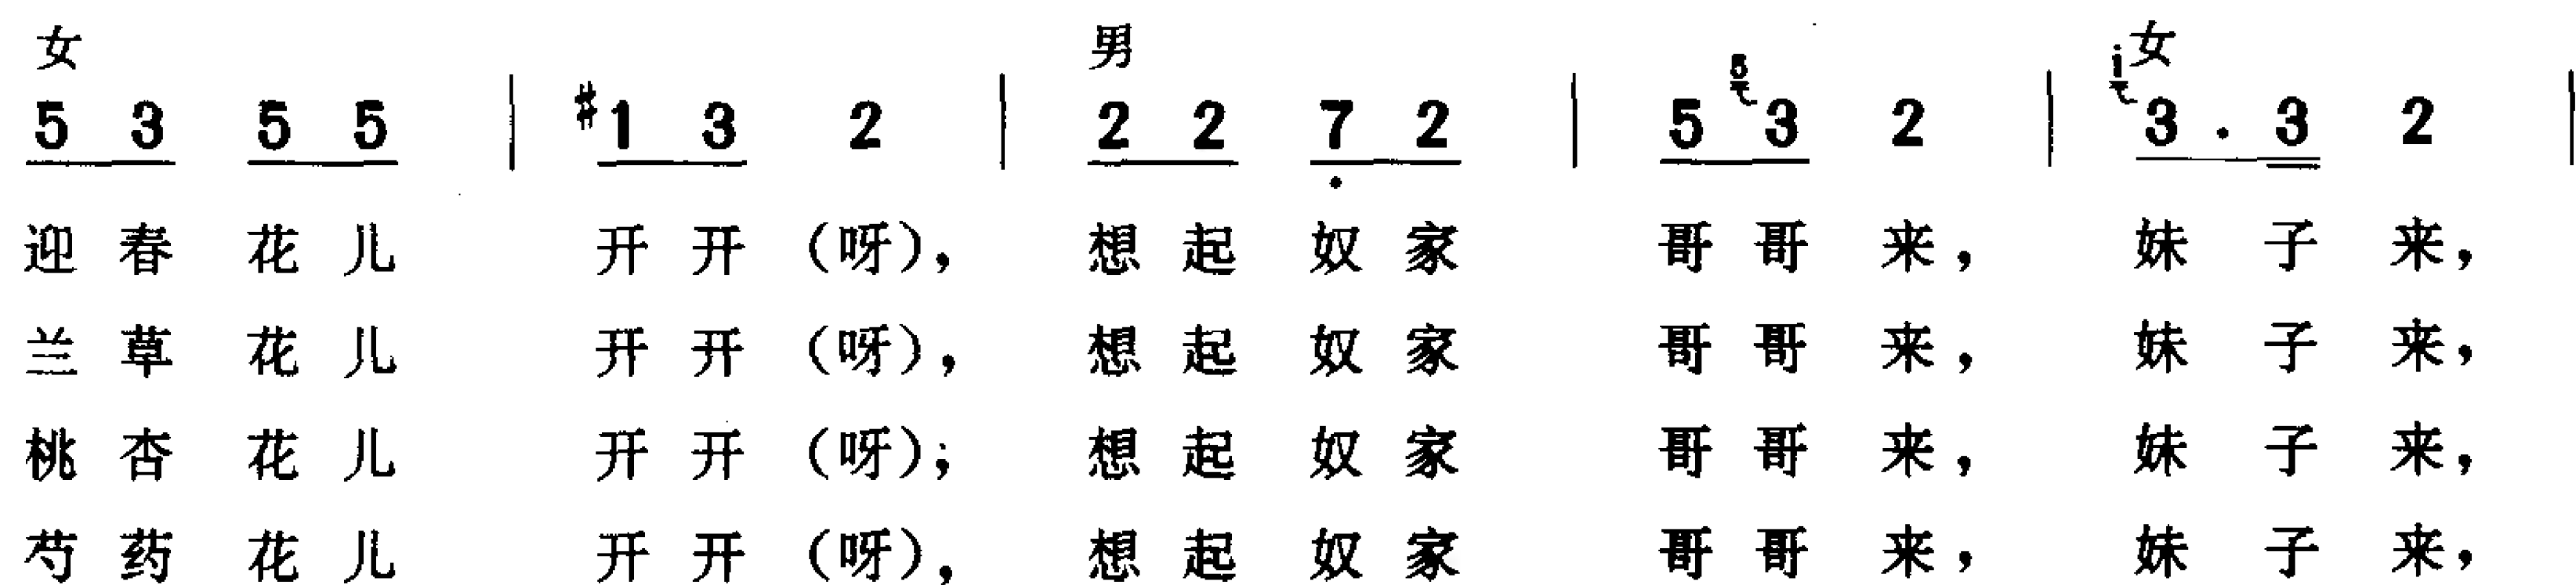 女 男 女
5 3 5 5 | #1 3 2 | 2 2 7 2 | 5 5 3 2 | i 3 . 3 2 |
迎春花儿 开开（呀）， 想起奴家 哥哥来， 妹子来，
兰草花儿 开开（呀）， 想起奴家 哥哥来， 妹子来，
桃杏花儿 开开（呀）； 想起奴家 哥哥来， 妹子来，
芍药花儿 开开（呀）， 想起奴家 哥哥来， 妹子来，